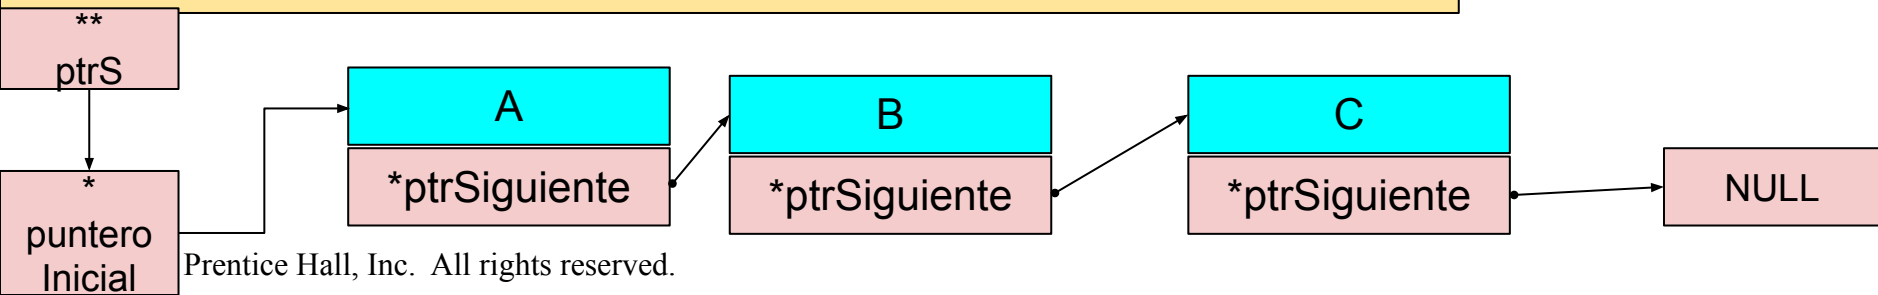 **
ptrS
*
puntero
Inicial
A
*ptrSiguiente
B
*ptrSiguiente
C
*ptrSiguiente
NULL
Prentice Hall, Inc.  All rights reserved.